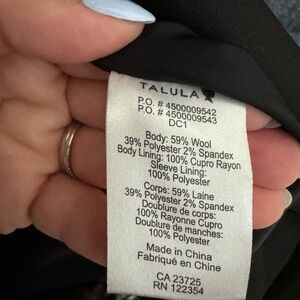 TALULA
P.O. # 4500009542
P.O. # 4500009543
DC1
Body: 59% Wool
39% Polyester 2% Spandex
Body Lining: 100% Cupro Rayon
Sleeve Lining:
100% Polyester
Corps: 59% Laine
39% Polyester 2% Spandex
Doublure de corps:
100% Rayonne Cupro
Doublure de manches:
100% Polyester
Made in China
Fabriqué en Chine
CA 23725
RN 122354